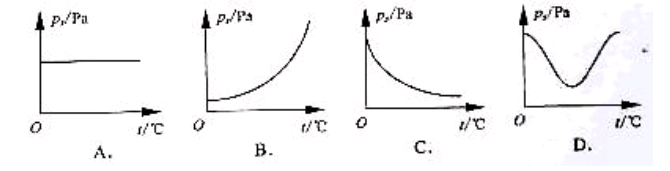 pₛ/Pa
O
t/℃
A.
pₛ/Pa
O
t/℃
B.
pₛ/Pa
O
t/℃
C.
pₛ/Pa
O
t/℃
D.